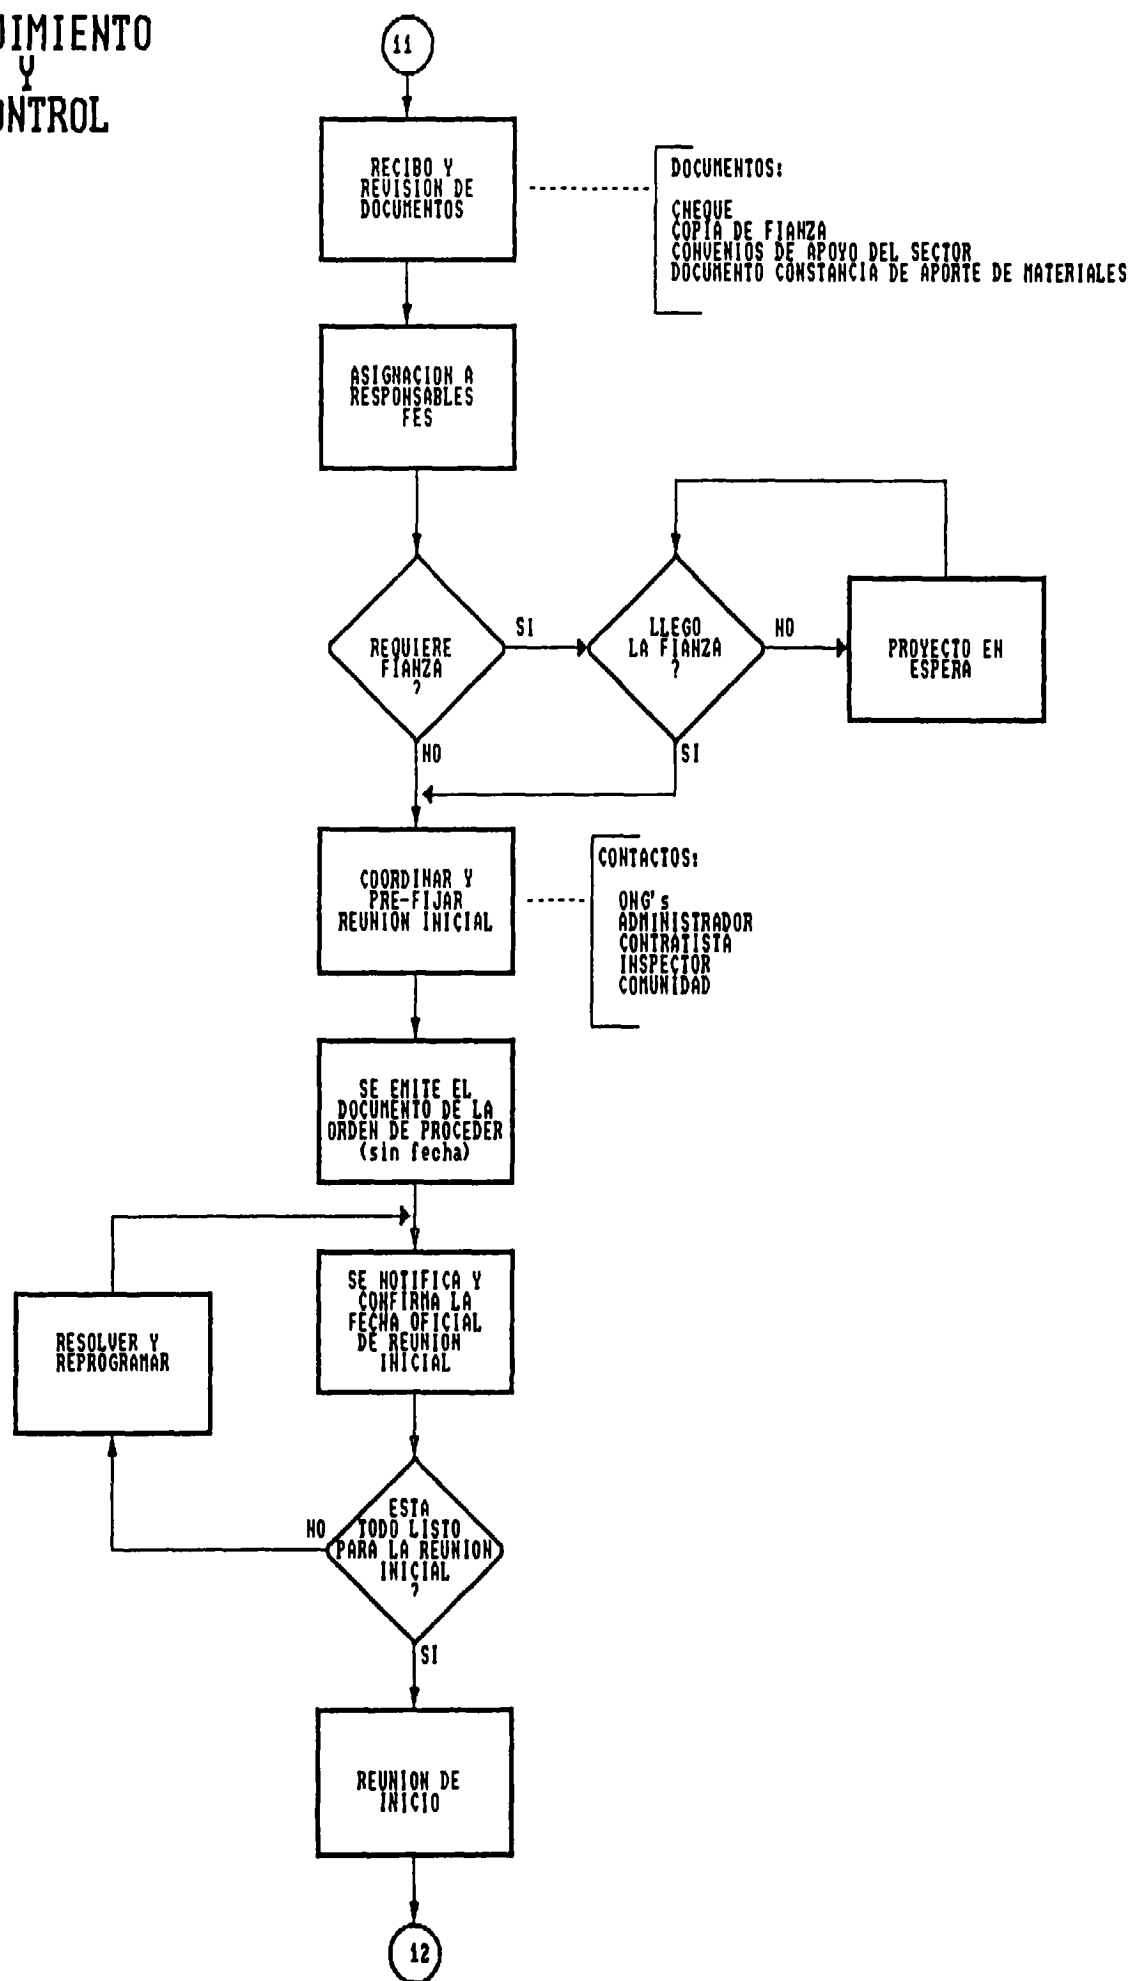 UIMIENTO
Y
ONTROL
11
RECIBO Y
REVISION DE
DOCUMENTOS
DOCUMENTOS:
CHEQUE
COPIA DE FIANZA
CONVENIOS DE APOYO DEL SECTOR
DOCUMENTO CONSTANCIA DE APORTE DE MATERIALES
ASIGNACION A
RESPONSABLES
FES
REQUIERE
FIANZA
?
SI
LLEGO
LA FIANZA
?
NO
PROYECTO EN
ESPERA
NO
SI
COORDINAR Y
PRE-FIJAR
REUNION INICIAL
CONTACTOS:
ONG's
ADMINISTRADOR
CONTRATISTA
INSPECTOR
COMUNIDAD
SE EMITE EL
DOCUMENTO DE LA
ORDEN DE PROCEDER
(sin fecha)
SE NOTIFICA Y
CONFIRMA LA
FECHA OFICIAL
DE REUNION
INICIAL
RESOLVER Y
REPROGRAMAR
NO
ESTA
TODO LISTO
PARA LA REUNION
INICIAL
?
SI
REUNION DE
INICIO
12